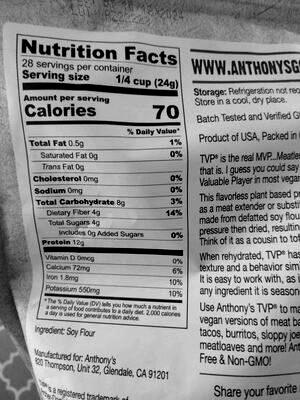 Nutrition Facts
28 servings per container
Serving size 1/4 cup (24g)
Amount per serving
Calories 70
% Daily Value*
Total Fat 0.5g 1%
Saturated Fat 0g 0%
Trans Fat 0g
Cholesterol 0mg 0%
Sodium 0mg 0%
Total Carbohydrate 8g 3%
Dietary Fiber 4g 14%
Total Sugars 4g
Includes 0g Added Sugars 0%
Protein 12g
Vitamin D 0mcg 0%
Calcium 72mg 6%
Iron 1.8mg 10%
Potassium 550mg 10%
* The % Daily Value (DV) tells you how much a nutrient in
a serving of food contributes to a daily diet. 2,000 calories
a day is used for general nutrition advice.
Ingredient: Soy Flour
Manufactured for: Anthony's
820 Thompson, Unit 32, Glendale, CA 91201
is a registered trademark of
WWW.ANTHONYSG
Storage: Refrigeration not req
Store in a cool, dry place.
Batch Tested and Verified G
Product of USA, Packed in
TVP® is the real MVP...Meatle
that is. I guess you could say
Valuable Player in most vegan
This flavorless plant based pr
as a meat extender or substit
made from defatted soy flou
pressure then dried, resultin
Think of it as a cousin to tof
When rehydrated, TVP® has
texture and a behavior sim
It is easy to work with, as i
any ingredient it is season
Use Anthony's TVP® to ma
vegan versions of meat ba
tacos, burritos, sloppy joe
meatloaves and more! Ant
Free & Non-GMO!
Share your favorite